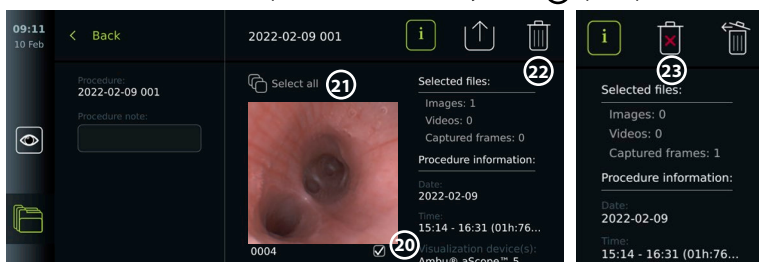 09:11
10 Feb
Back
2022-02-09 001
i
22
Procedure:
2022-02-09 001
Procedure note:
Select all
21
Selected files:
Images: 1
Videos: 0
Captured frames: 0
Procedure information:
Date:
2022-02-09
Time:
15:14 - 16:31 (01h:76...
Visualization device(s):
Ambu® aScope™ 5
0004
20
i
23
Selected files:
Images: 0
Videos: 0
Captured frames: 1
Procedure information:
Date:
2022-02-09
Time:
15:14 - 16:31 (01h:76...